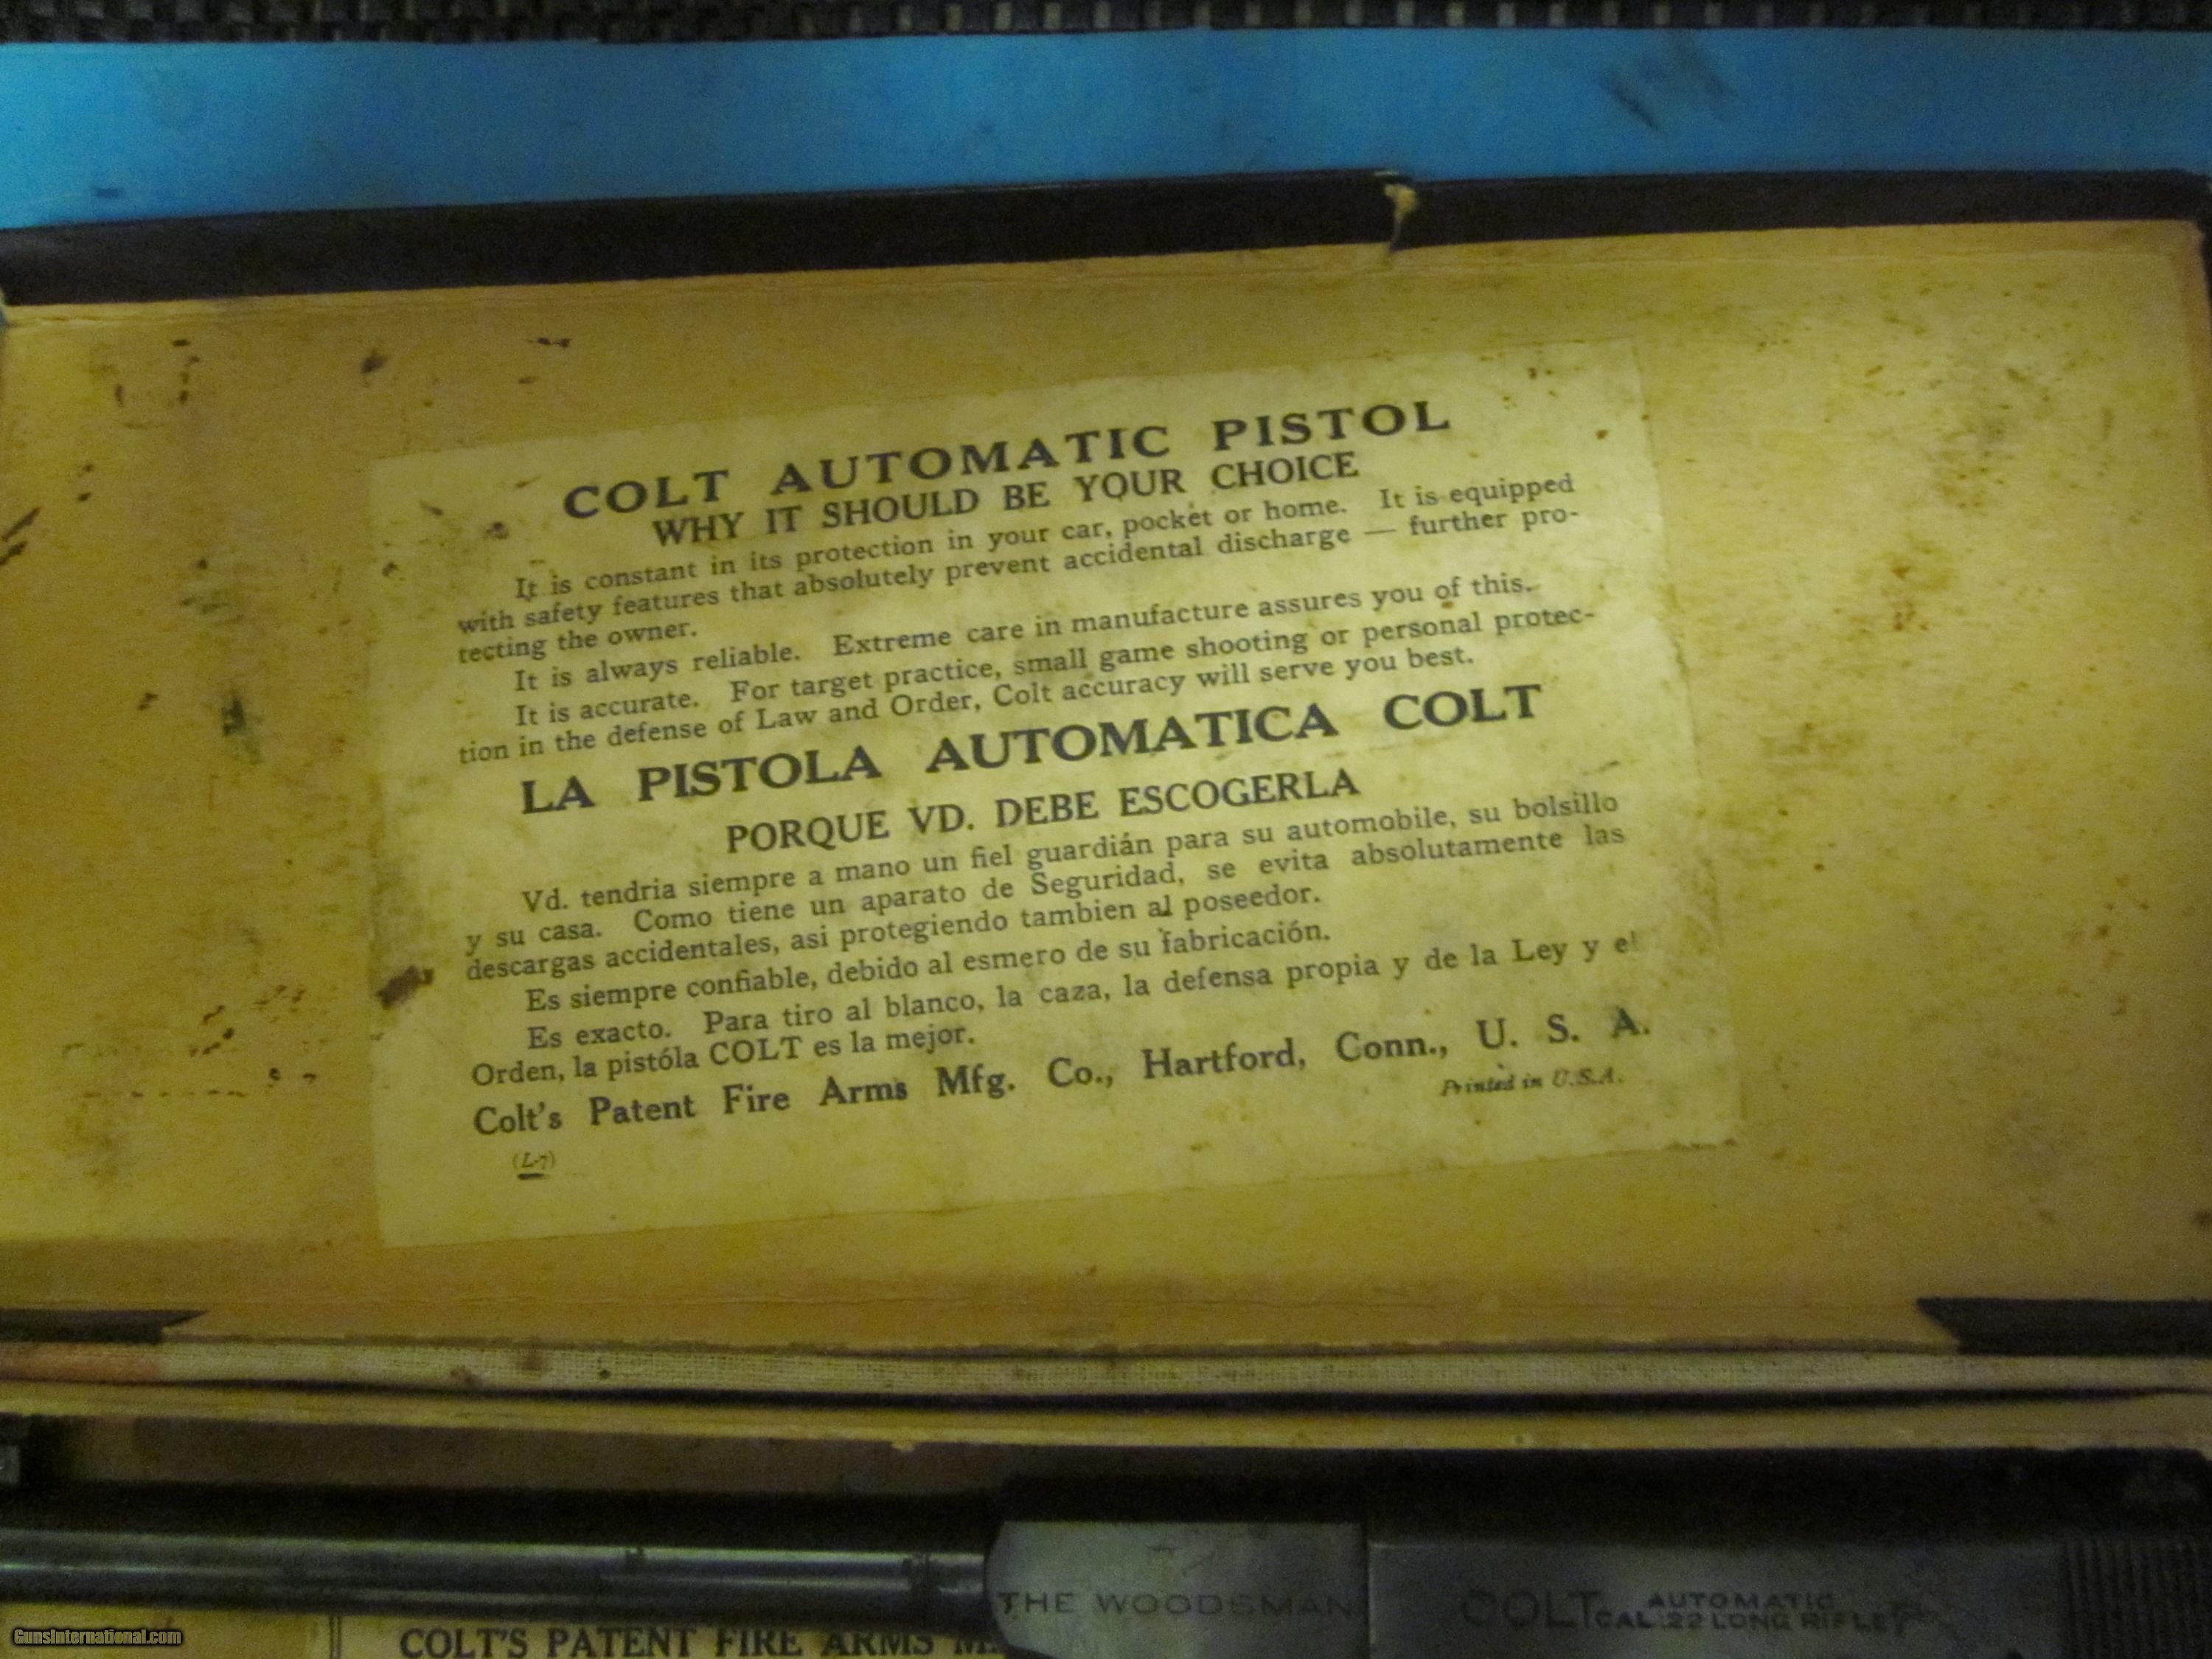 COLT AUTOMATIC PISTOL
WHY IT SHOULD BE YOUR CHOICE
It is constant in its protection in your car, pocket or home. It is equipped
with safety features that absolutely prevent accidental discharge — further pro-
tecting the owner.
It is always reliable. Extreme care in manufacture assures you of this.
It is accurate. For target practice, small game shooting or personal protec-
tion in the defense of Law and Order, Colt accuracy will serve you best.
LA PISTOLA AUTOMATICA COLT
PORQUE VD. DEBE ESCOGERLA
Vd. tendria siempre a mano un fiel guardián para su automobile, su bolsillo
y su casa. Como tiene un aparato de Seguridad, se evita absolutamente las
descargas accidentales, asi protegiendo tambien al poseedor.
Es siempre confiable, debido al esmero de su fabricación.
Es exacto. Para tiro al blanco, la caza, la defensa propia y de la Ley y el
Orden, la pistóla COLT es la mejor.
Colt's Patent Fire Arms Mfg. Co., Hartford, Conn., U. S. A.
Printed in U.S.A.
(L-7)
THE WOODSMAN
COLT AUTOMATIC
CAL .22 LONG RIFLE
COLT'S PATENT FIRE ARMS
GunsInternational.com